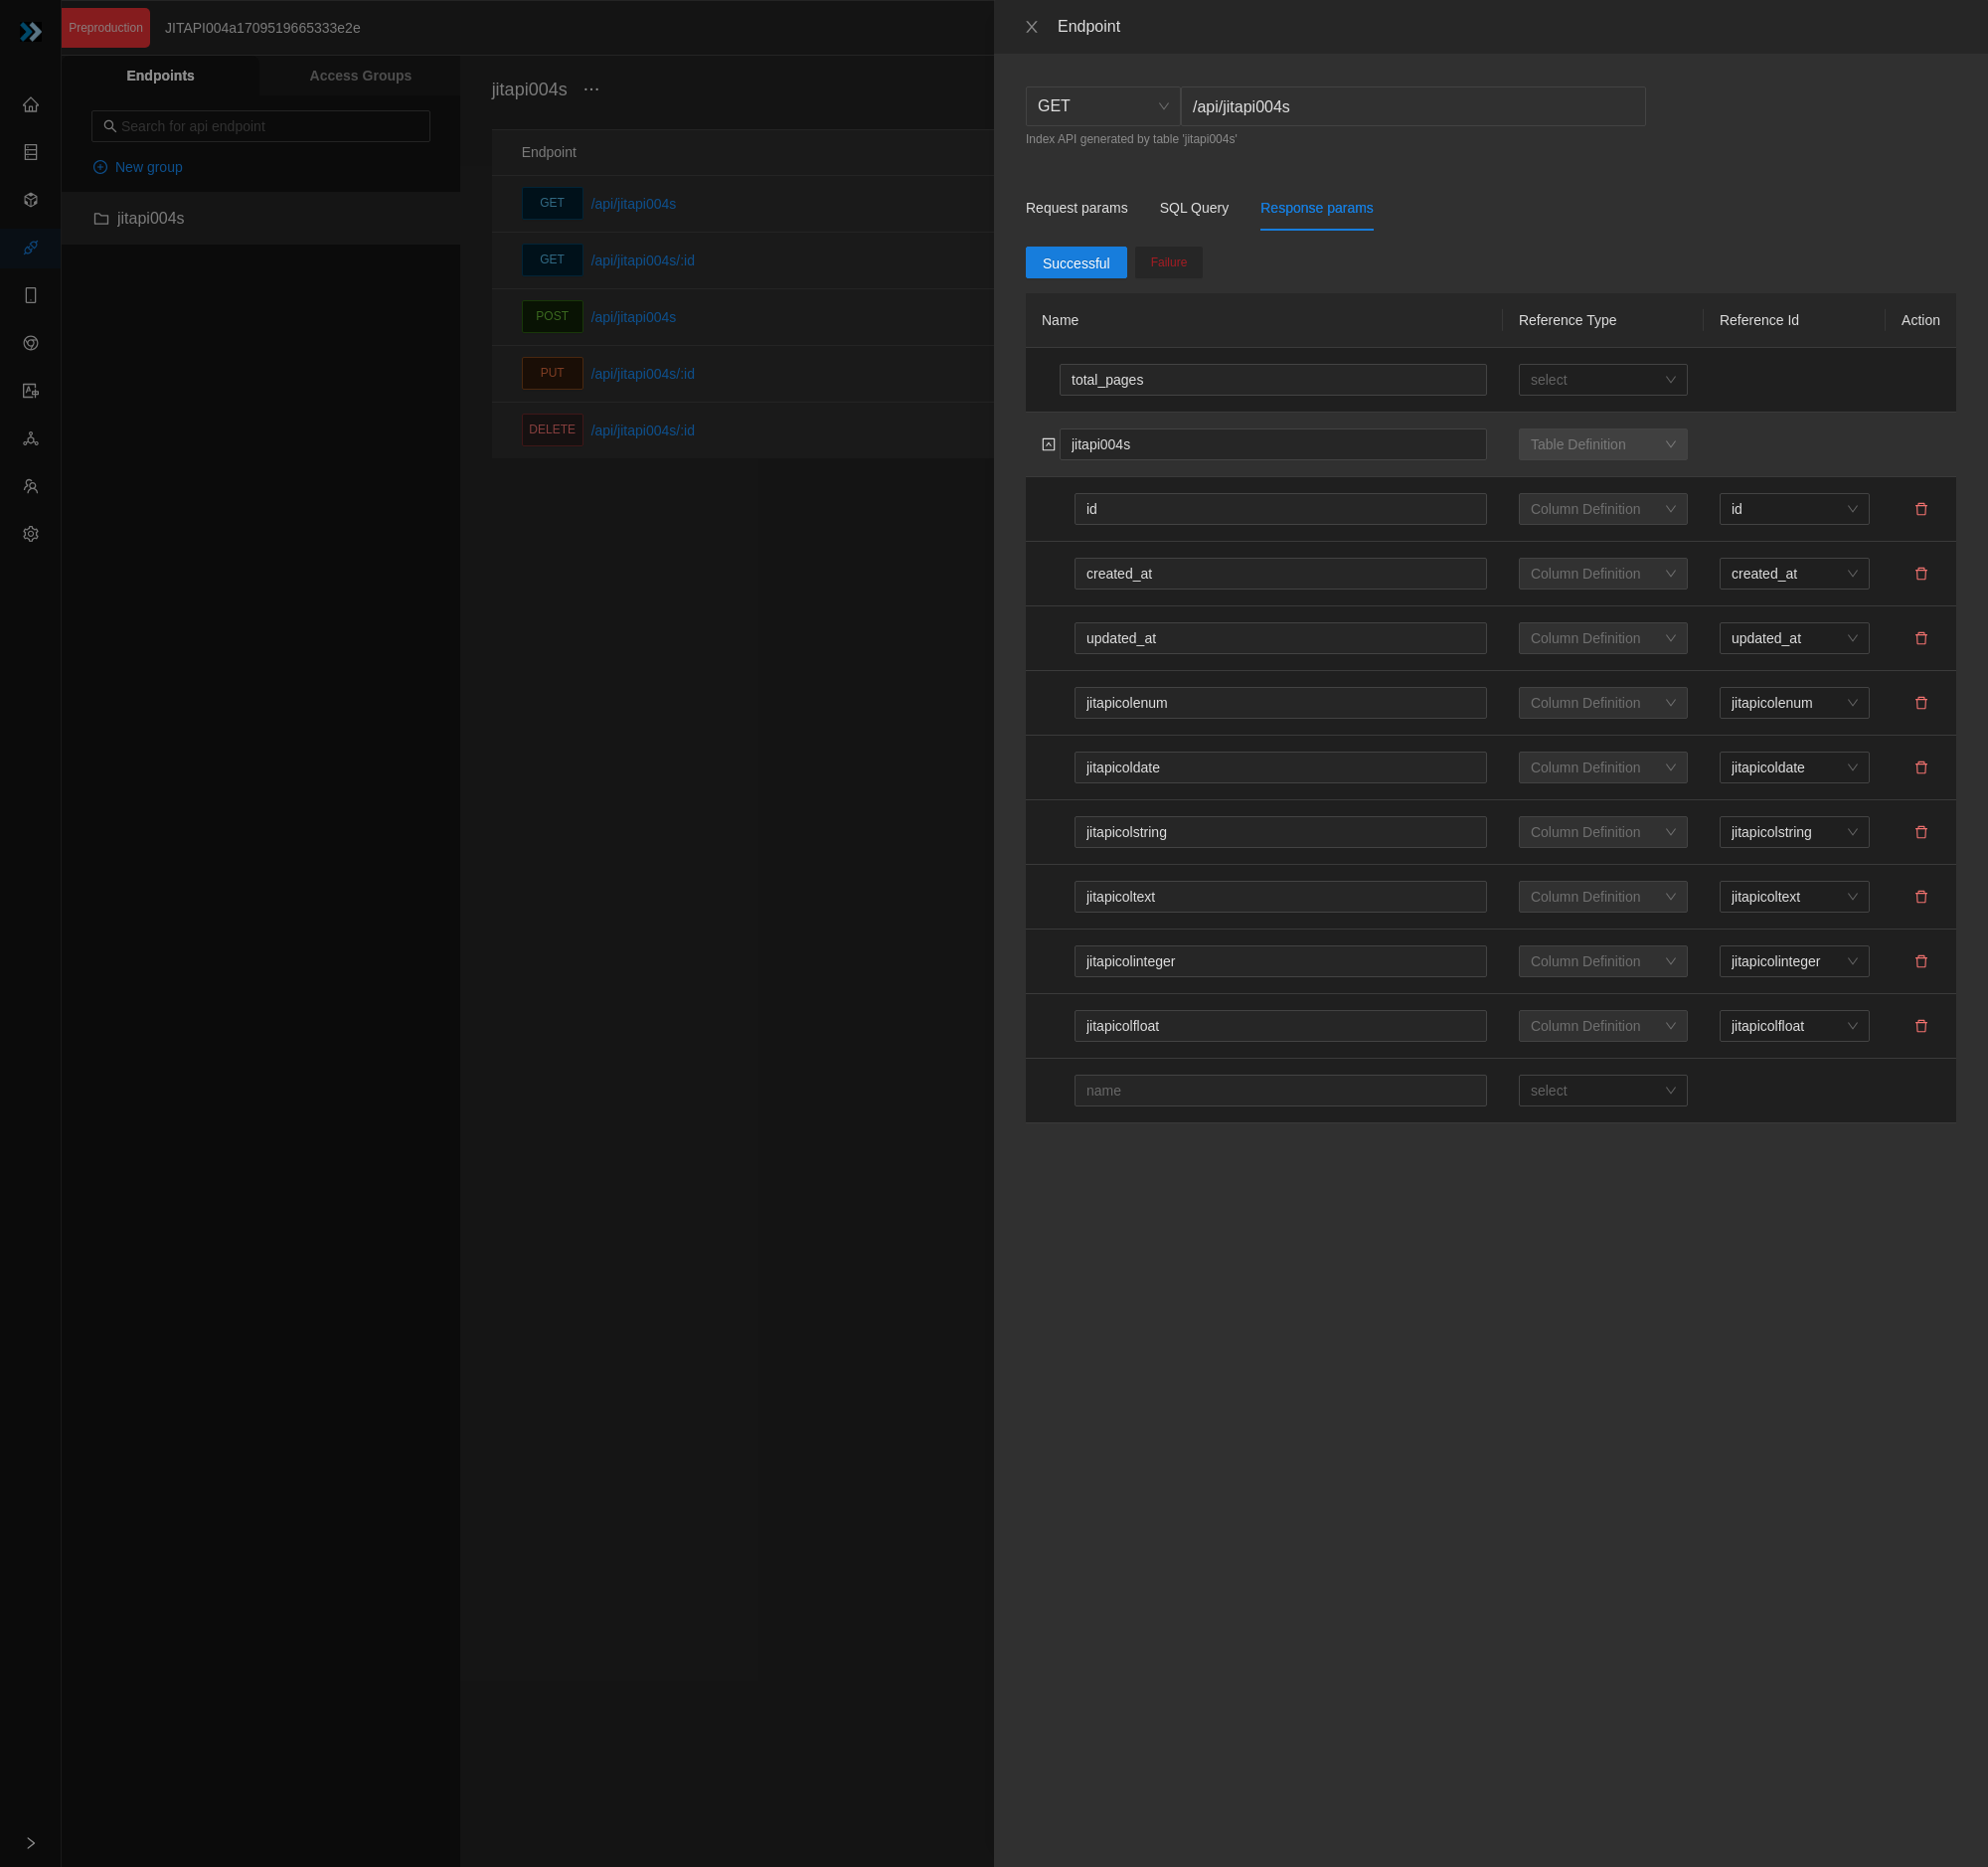 Preproduction
JITAPI004a1709519665333e2e
Endpoints
Access Groups
Search for api endpoint
New group
jitapi004s
jitapi004s
Endpoint
GET /api/jitapi004s
GET /api/jitapi004s/:id
POST /api/jitapi004s
PUT /api/jitapi004s/:id
DELETE /api/jitapi004s/:id
Endpoint
GET /api/jitapi004s
Index API generated by table 'jitapi004s'
Request params SQL Query Response params
Successful Failure
Name Reference Type Reference Id Action
total_pages select
jitapi004s Table Definition
id Column Definition id
created_at Column Definition created_at
updated_at Column Definition updated_at
jitapicolenum Column Definition jitapicolenum
jitapicoldate Column Definition jitapicoldate
jitapicolstring Column Definition jitapicolstring
jitapicoltext Column Definition jitapicoltext
jitapicolinteger Column Definition jitapicolinteger
jitapicolfloat Column Definition jitapicolfloat
name select